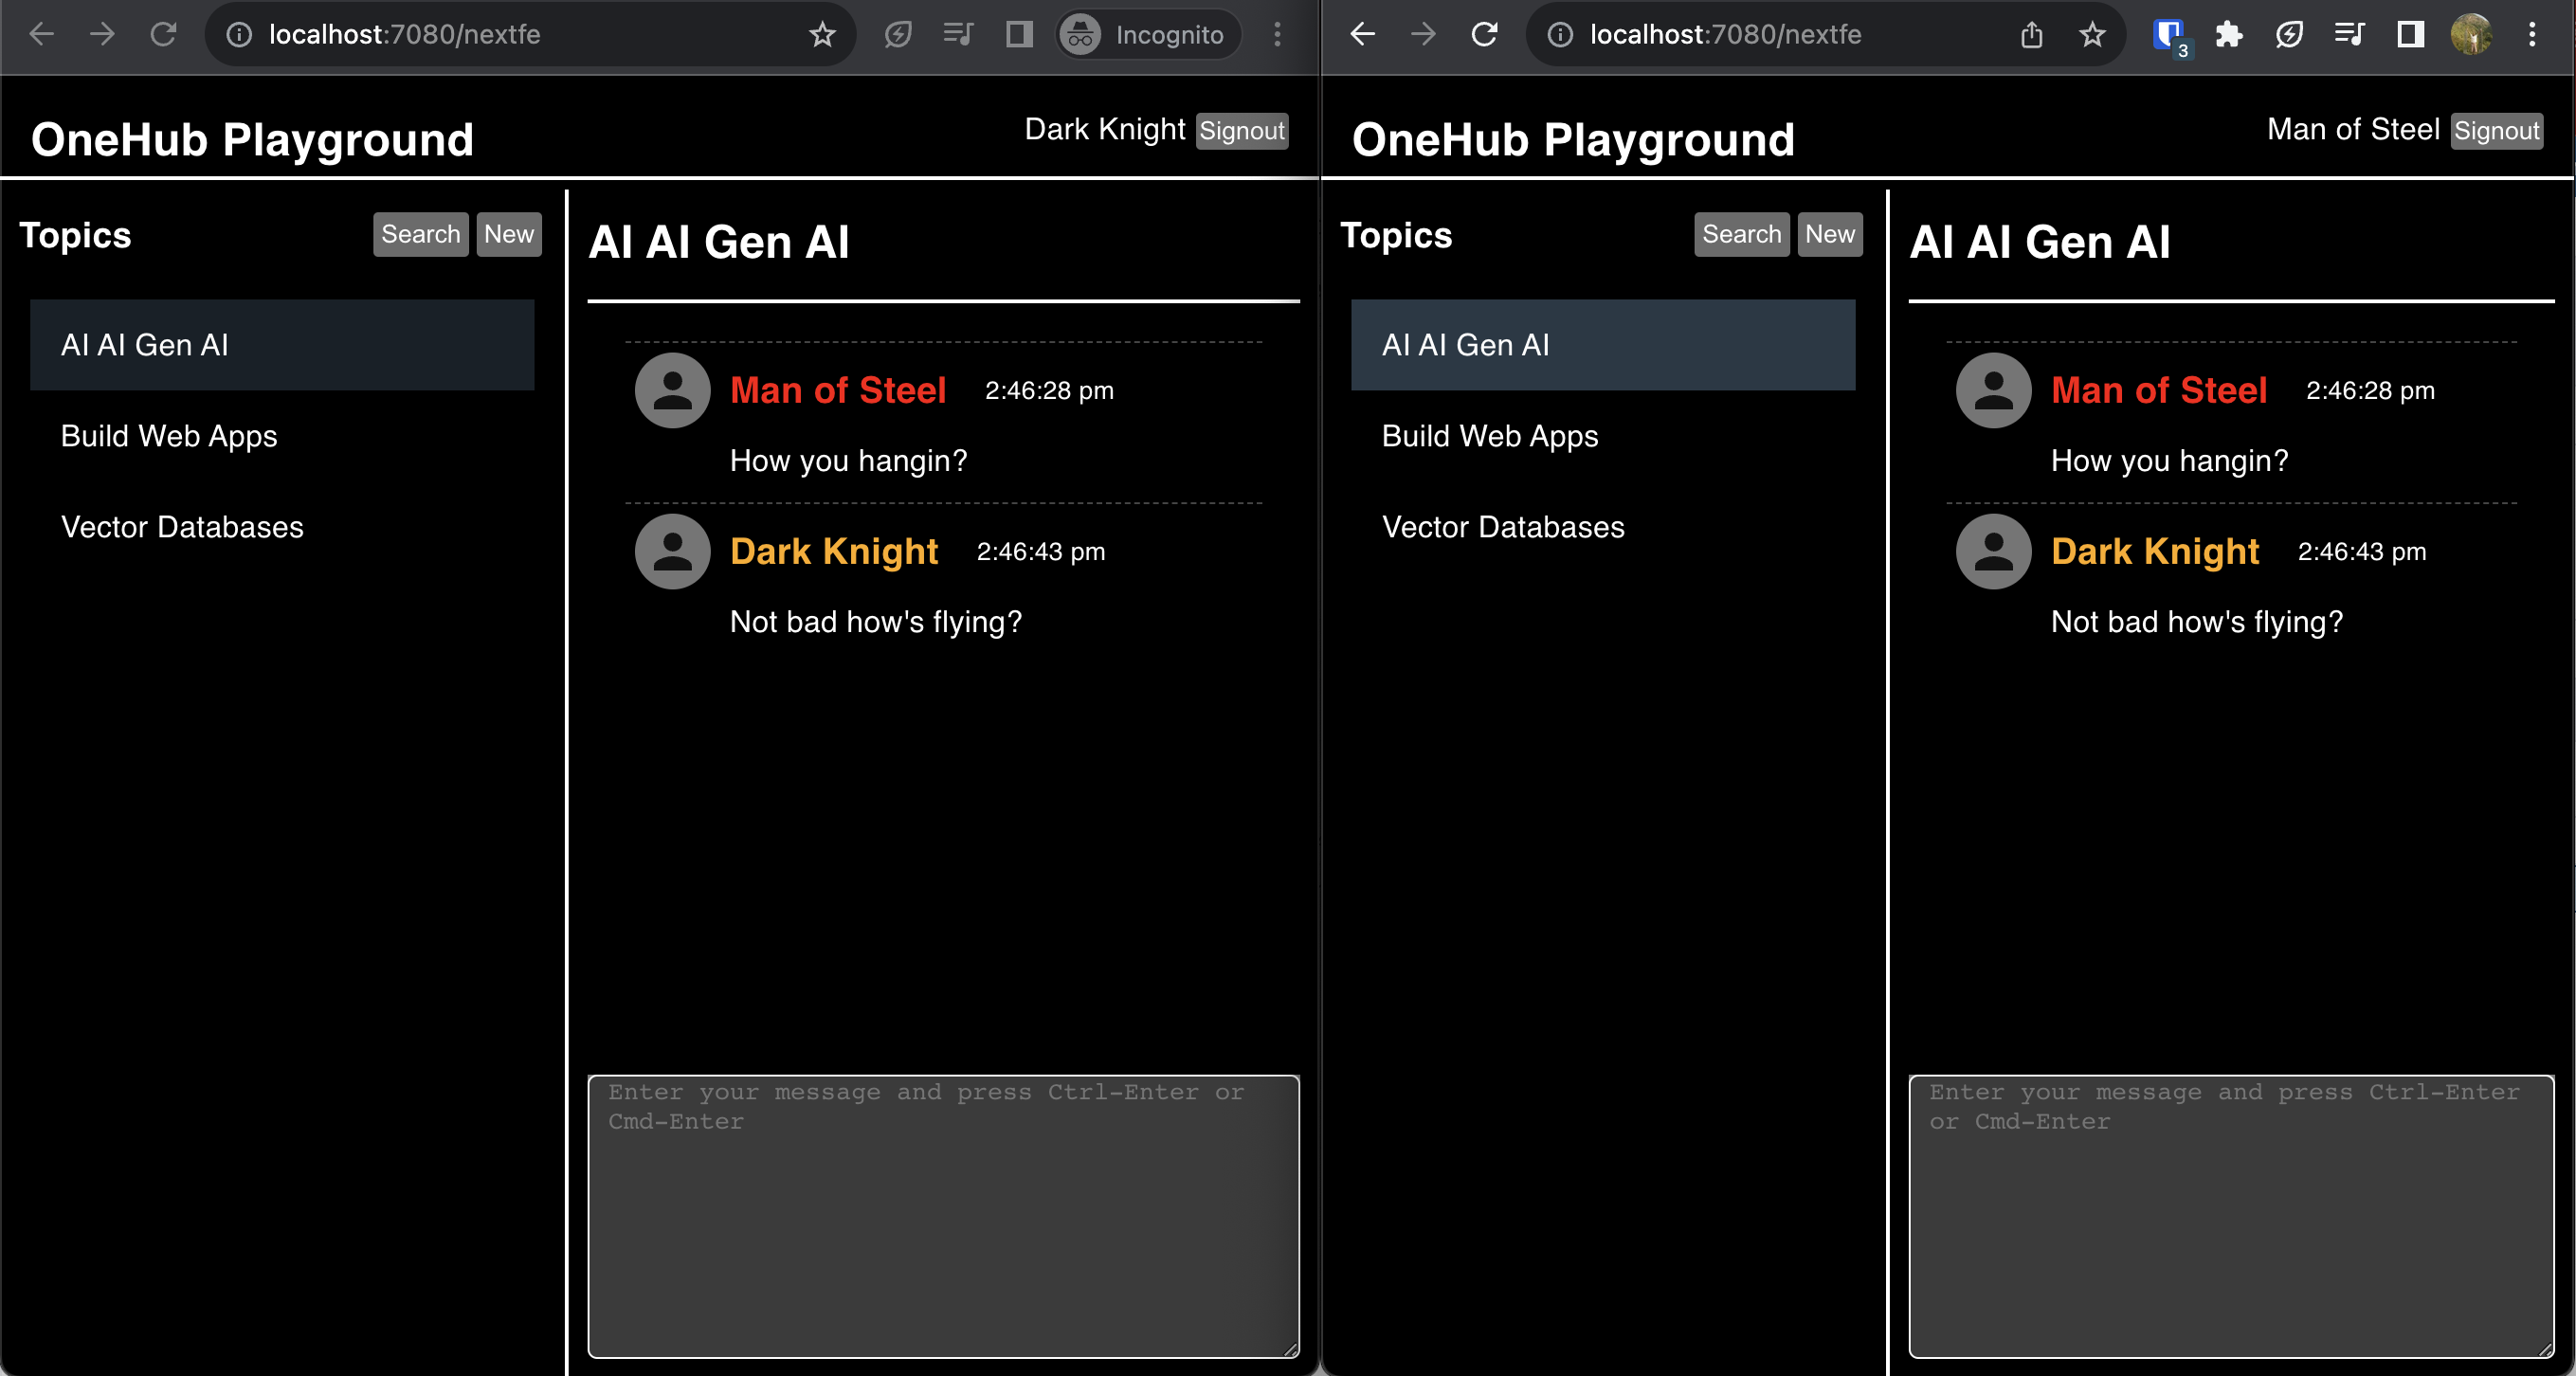 localhost:7080/nextfe
Incognito
OneHub Playground
Dark Knight Signout
Topics
Search New
AI AI Gen AI
Build Web Apps
Vector Databases
AI AI Gen AI
Man of Steel 2:46:28 pm
How you hangin?
Dark Knight 2:46:43 pm
Not bad how's flying?
Enter your message and press Ctrl-Enter or
Cmd-Enter
localhost:7080/nextfe
3
OneHub Playground
Man of Steel Signout
Topics
Search New
AI AI Gen AI
Build Web Apps
Vector Databases
AI AI Gen AI
Man of Steel 2:46:28 pm
How you hangin?
Dark Knight 2:46:43 pm
Not bad how's flying?
Enter your message and press Ctrl-Enter
or Cmd-Enter